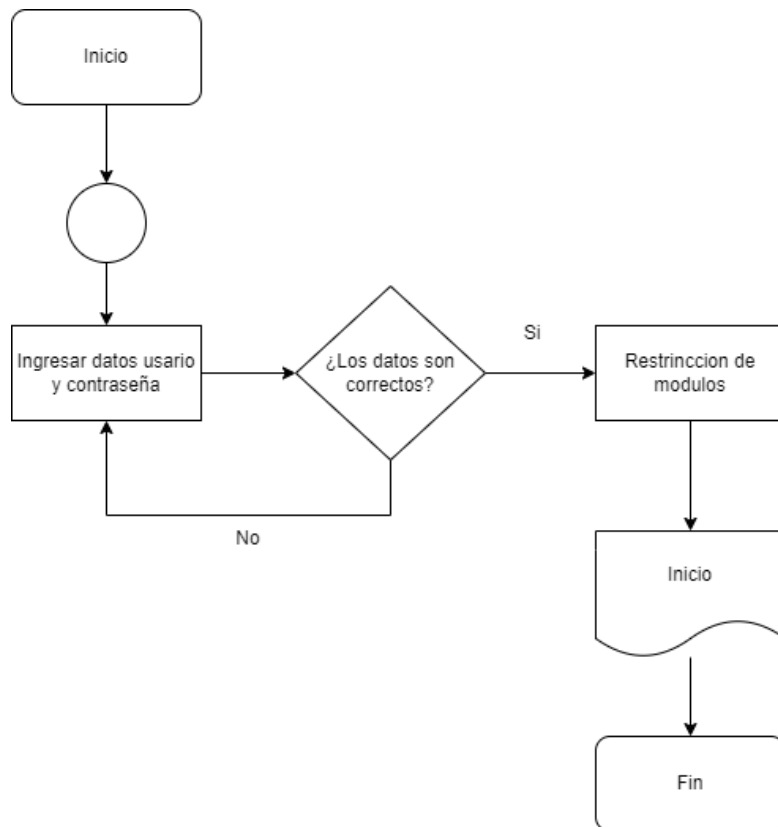 Inicio
Ingresar datos usario
y contraseña
¿Los datos son
correctos?
Si
Restrinccion de
modulos
No
Inicio
Fin